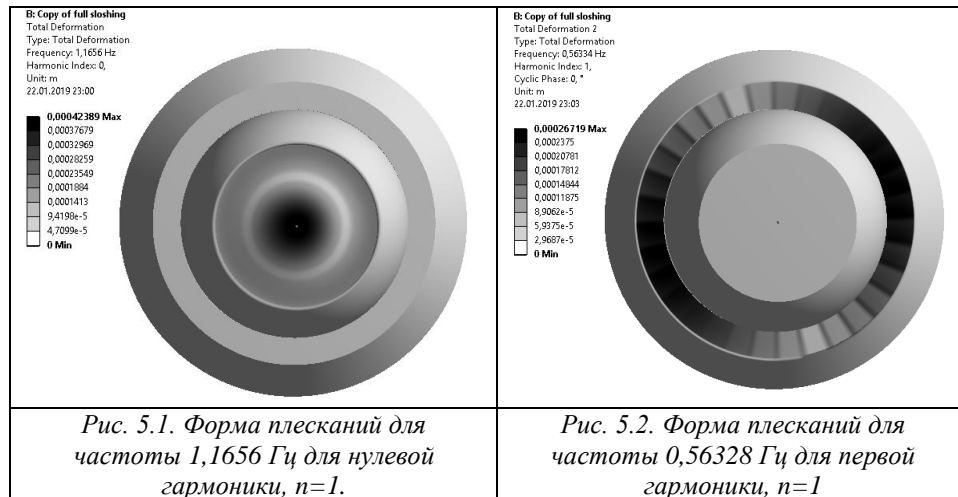 B: Copy of full sloshing
Total Deformation
Type: Total Deformation
Frequency: 1,1656 Hz
Harmonic Index: 0,
Unit: m
22.01.2019 23:00
0,00042389 Max
0,00037679
0,00032969
0,00028259
0,00023549
0,0001884
0,0001413
9,4198e-5
4,7099e-5
0 Min
Рис. 5.1. Форма плесканий для
частоты 1,1656 Гц для нулевой
гармоники, n=1.
B: Copy of full sloshing
Total Deformation 2
Type: Total Deformation
Frequency: 0,56334 Hz
Harmonic Index: 1,
Cyclic Phase: 0, °
Unit: m
22.01.2019 23:03
0,00026719 Max
0,0002375
0,00020781
0,00017812
0,00014844
0,00011875
8,9062e-5
5,9375e-5
2,9687e-5
0 Min
Рис. 5.2. Форма плесканий для
частоты 0,56328 Гц для первой
гармоники, n=1